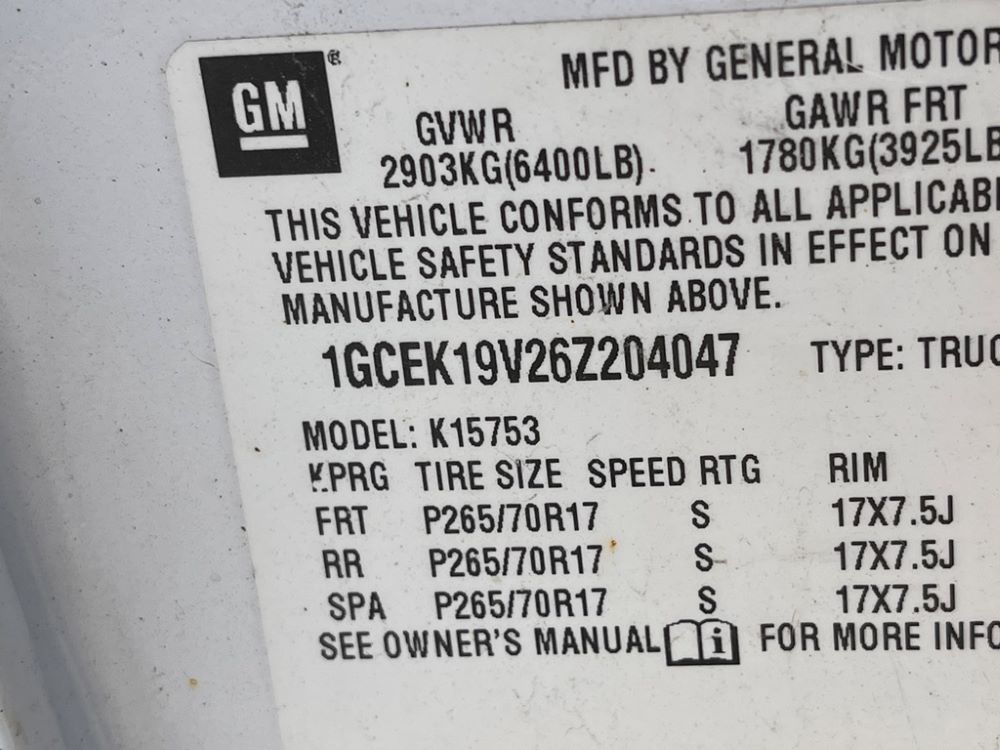 GM®
MFD BY GENERAL MOTOR
GVWR GAWR FRT
2903KG(6400LB). 1780KG(3925LB
THIS VEHICLE CONFORMS TO ALL APPLICABL
VEHICLE SAFETY STANDARDS IN EFFECT ON
MANUFACTURE SHOWN ABOVE.
1GCEK19V26Z204047 TYPE: TRUC
MODEL: K15753
KPRG TIRE SIZE SPEED RTG RIM
FRT P265/70R17 S 17X7.5J
RR P265/70R17 S 17X7.5J
SPA P265/70R17 S 17X7.5J
SEE OWNER'S MANUAL i FOR MORE INFO